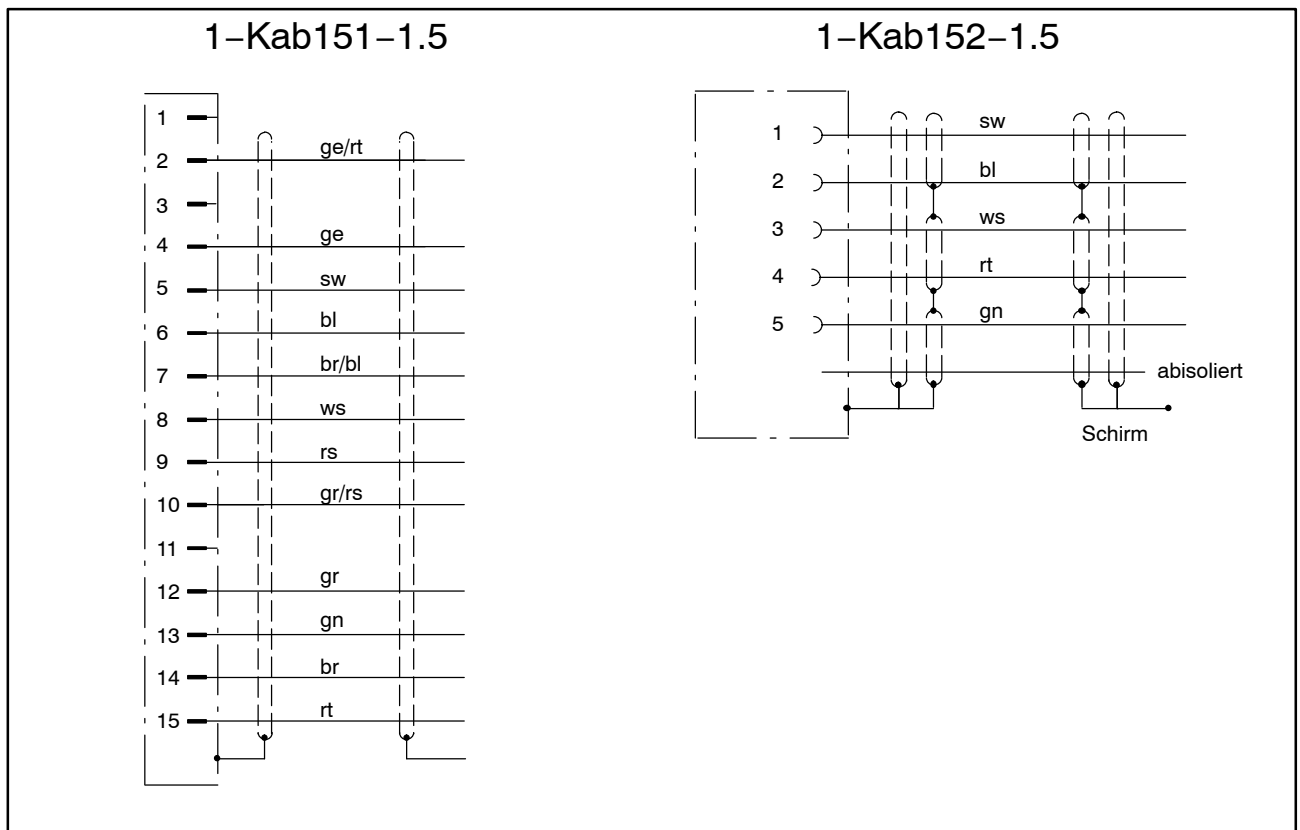 1−Kab151−1.5
1
2 ge/rt
3
4 ge
5 sw
6 bl
7 br/bl
8 ws
9 rs
10 gr/rs
11
12 gr
13 gn
14 br
15 rt
1−Kab152−1.5
1 sw
2 bl
3 ws
4 rt
5 gn
abisoliert
Schirm